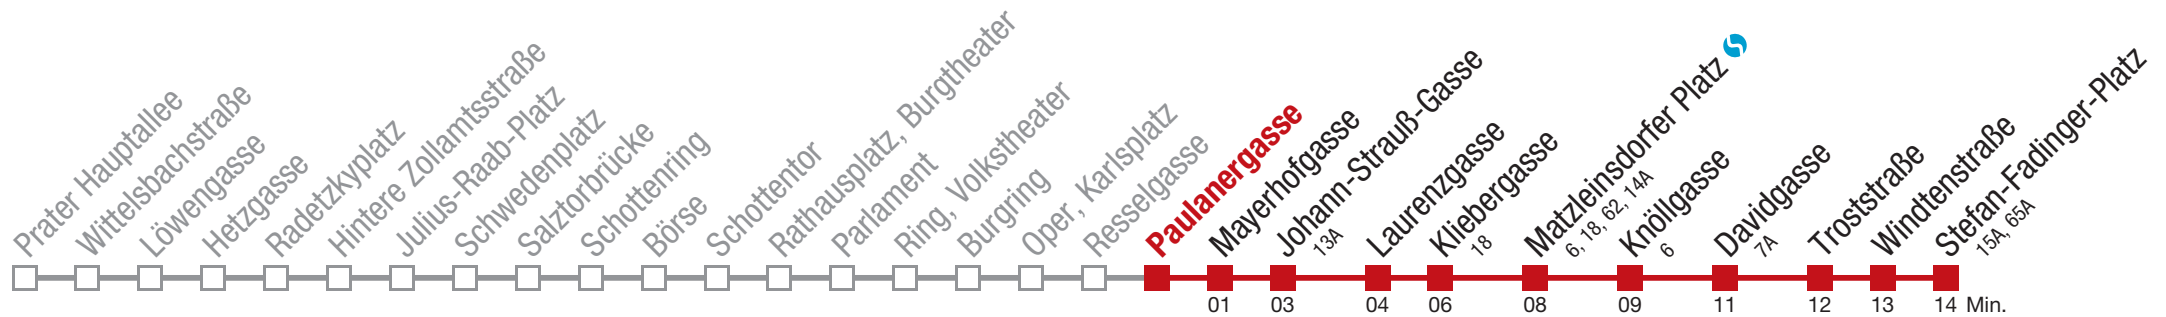 Prater Hauptallee
Wittelsbachstraße
Löwengasse
Hetzgasse
Radetzkyplatz
Hintere Zollamtsstraße
Julius-Raab-Platz
Schwedenplatz
Salztorbrücke
Schottenring
Börse
Schottentor
Rathausplatz, Burgtheater
Parlament
Ring, Volkstheater
Burgring
Oper, Karlsplatz
Resselgasse
Paulanergasse
Mayerhofgasse
Johann-Strauß-Gasse
13A
Laurenzgasse
Kliebergasse
18
Matzleinsdorfer Platz
6, 18, 62, 14A
Knöllgasse
6
Davidgasse
7A
Troststraße
Windtenstraße
Stefan-Fadinger-Platz
15A, 65A
01 03 04 06 08 09 11 12 13 14 Min.